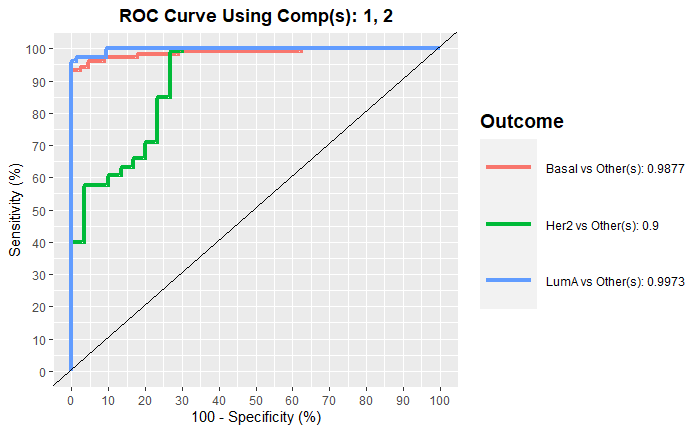 ROC Curve Using Comp(s): 1, 2
Sensitivity (%)
100
90
80
70
60
50
40
30
20
10
0
0 10 20 30 40 50 60 70 80 90 100
100 - Specificity (%)
Outcome
Basal vs Other(s): 0.9877
Her2 vs Other(s): 0.9
LumA vs Other(s): 0.9973